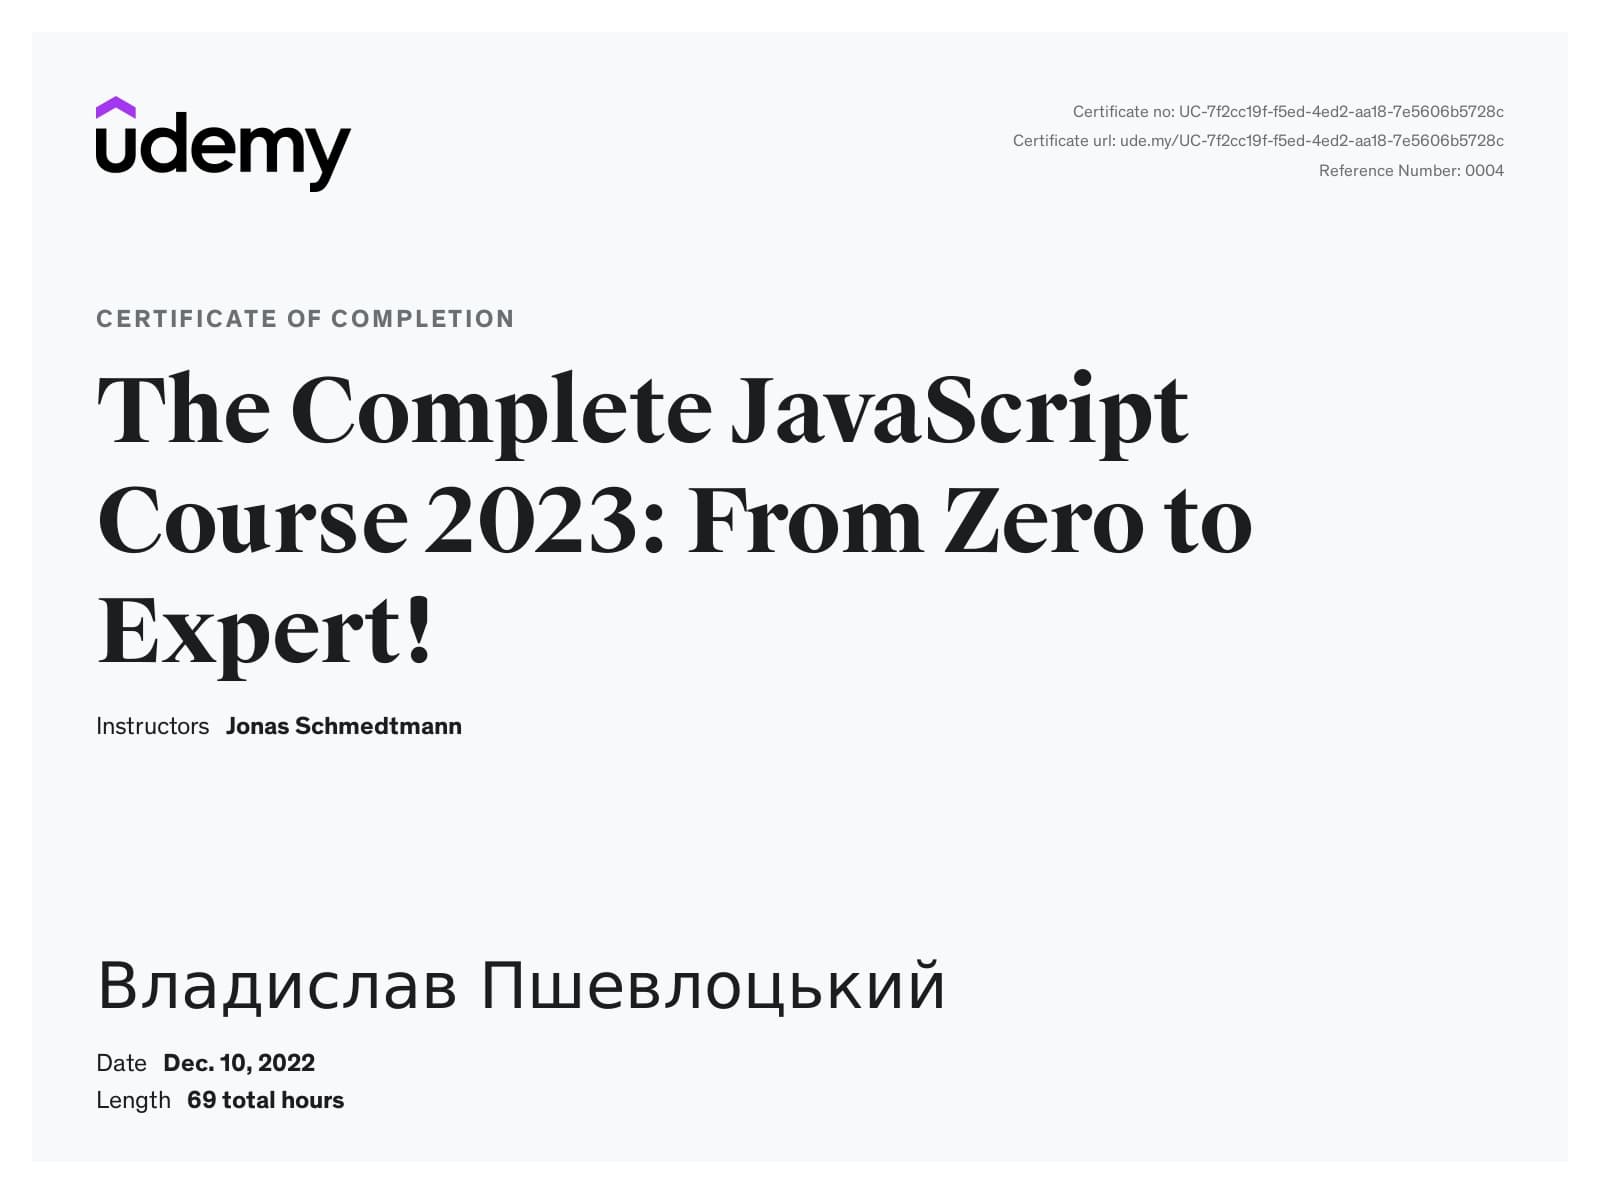 udemy
Certificate no: UC-7f2cc19f-f5ed-4ed2-aa18-7e5606b5728c
Certificate url: ude.my/UC-7f2cc19f-f5ed-4ed2-aa18-7e5606b5728c
Reference Number: 0004
CERTIFICATE OF COMPLETION
The Complete JavaScript
Course 2023: From Zero to
Expert!
Instructors Jonas Schmedtmann
Владислав Пшевлоцький
Date Dec. 10, 2022
Length 69 total hours